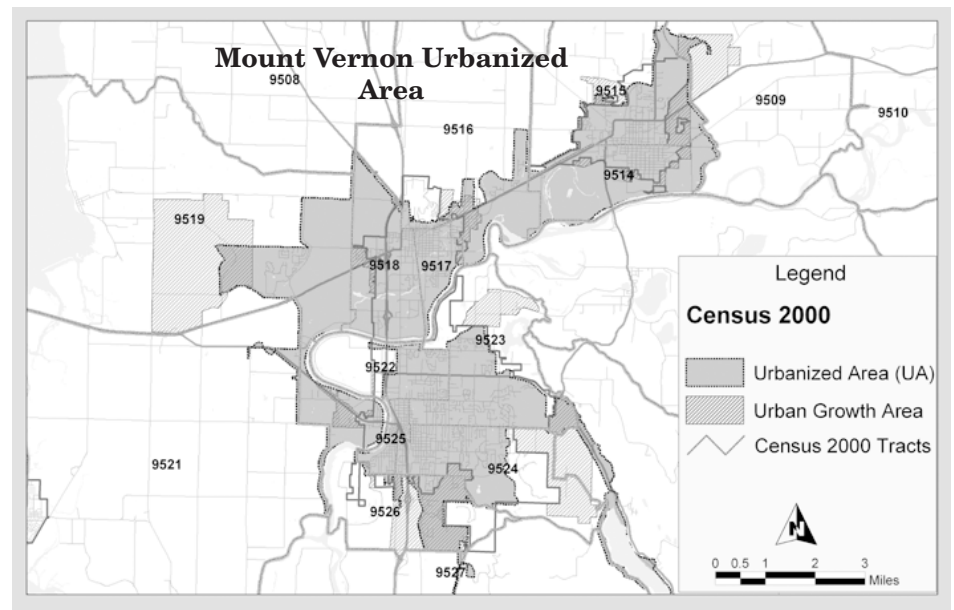 Mount Vernon Urbanized
Area
9508
9515
9509
9510
9516
9514
9519
9518
9517
9523
9522
9525
9521
9524
9526
9527
Legend
Census 2000
Urbanized Area (UA)
Urban Growth Area
Census 2000 Tracts
N
0 0.5 1 2 3
Miles